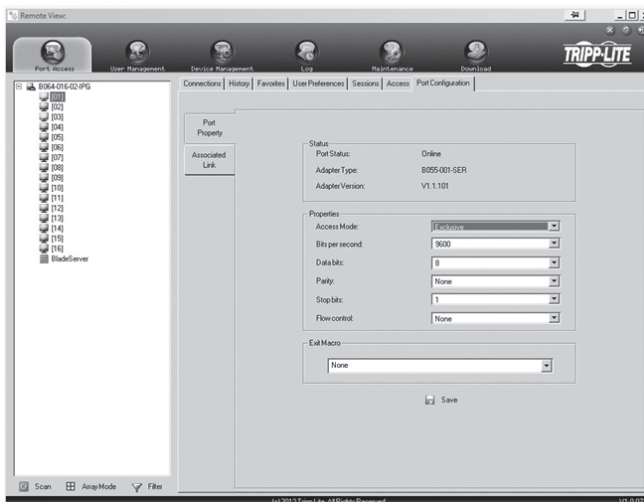 Remote View:
Port Access
User Management
Device Management
Log
Maintenance
Download
TRIPP·LITE
B064-016-02-IPG
[01]
[02]
[03]
[04]
[05]
[06]
[07]
[08]
[09]
[10]
[11]
[12]
[13]
[14]
[15]
[16]
BladeServer
Connections History Favorites User Preferences Sessions Access Port Configuration
Port
Property
Associated
Link
Status
Port Status: Online
Adapter Type: B055-001-SER
Adapter Version: V1.1.101
Properties
Access Mode: Exclusive
Bits per second: 9600
Data bits: 8
Parity: None
Stop bits: 1
Flow control: None
Exit Macro
None
Save
Scan Array Mode Filter
(c) 2012 Tripp Lite. All Rights Reserved.